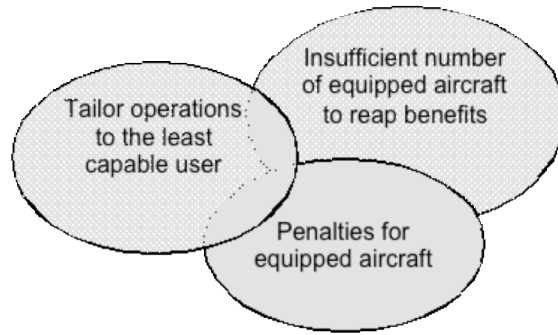 Tailor operations
to the least
capable user
Insufficient number
of equipped aircraft
to reap benefits
Penalties for
equipped aircraft